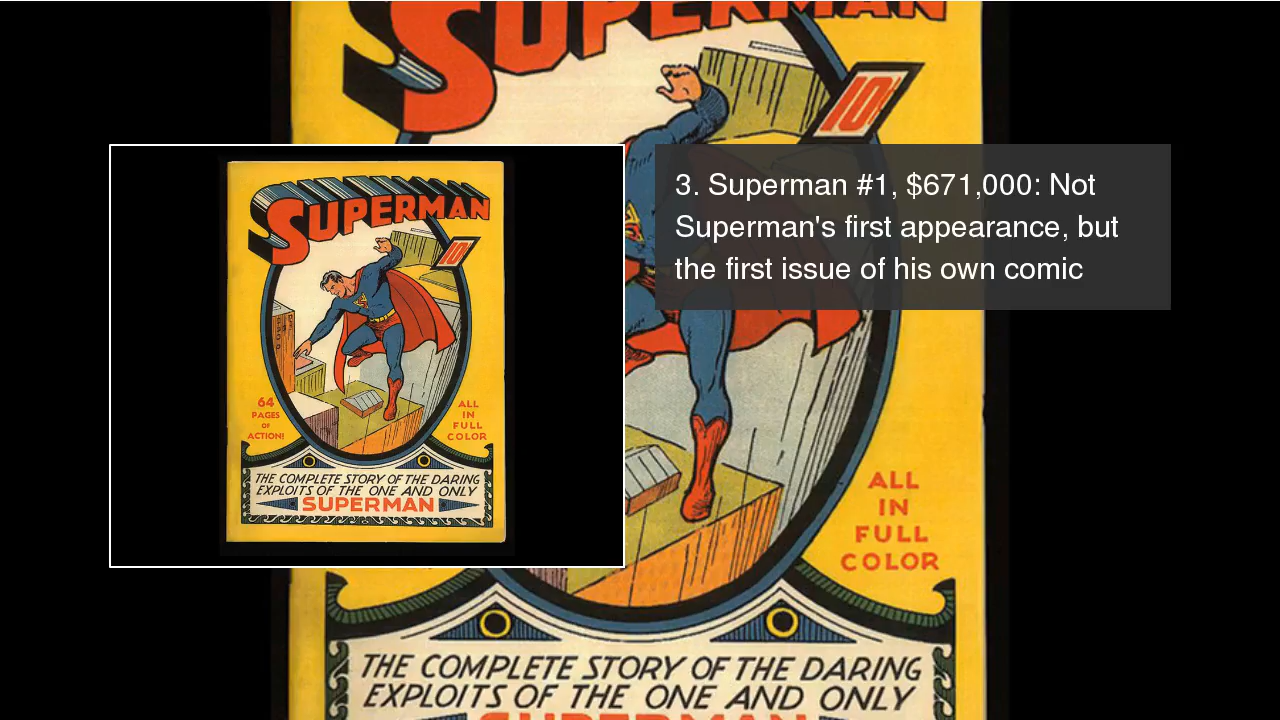 SUPERMAN
10¢
SUPERMAN
10¢
3. Superman #1, $671,000: Not
Superman's first appearance, but
the first issue of his own comic
64
PAGES
OF
ACTION!
ALL
IN
FULL
COLOR
THE COMPLETE STORY OF THE DARING
EXPLOITS OF THE ONE AND ONLY
SUPERMAN
ALL
IN
FULL
COLOR
THE COMPLETE STORY OF THE DARING
EXPLOITS OF THE ONE AND ONLY
SUPERMAN